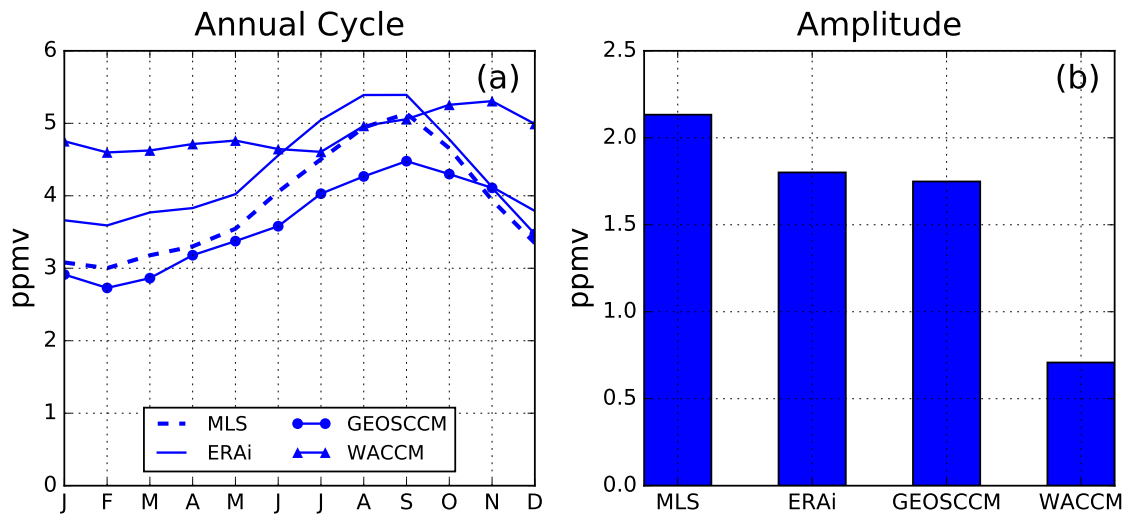 Annual Cycle
(a)
ppmv
6
5
4
3
2
1
0
J F M A M J J A S O N D
MLS
ERAi
GEOSCCM
WACCM
Amplitude
(b)
ppmv
2.5
2.0
1.5
1.0
0.5
0.0
MLS ERAi GEOSCCM WACCM